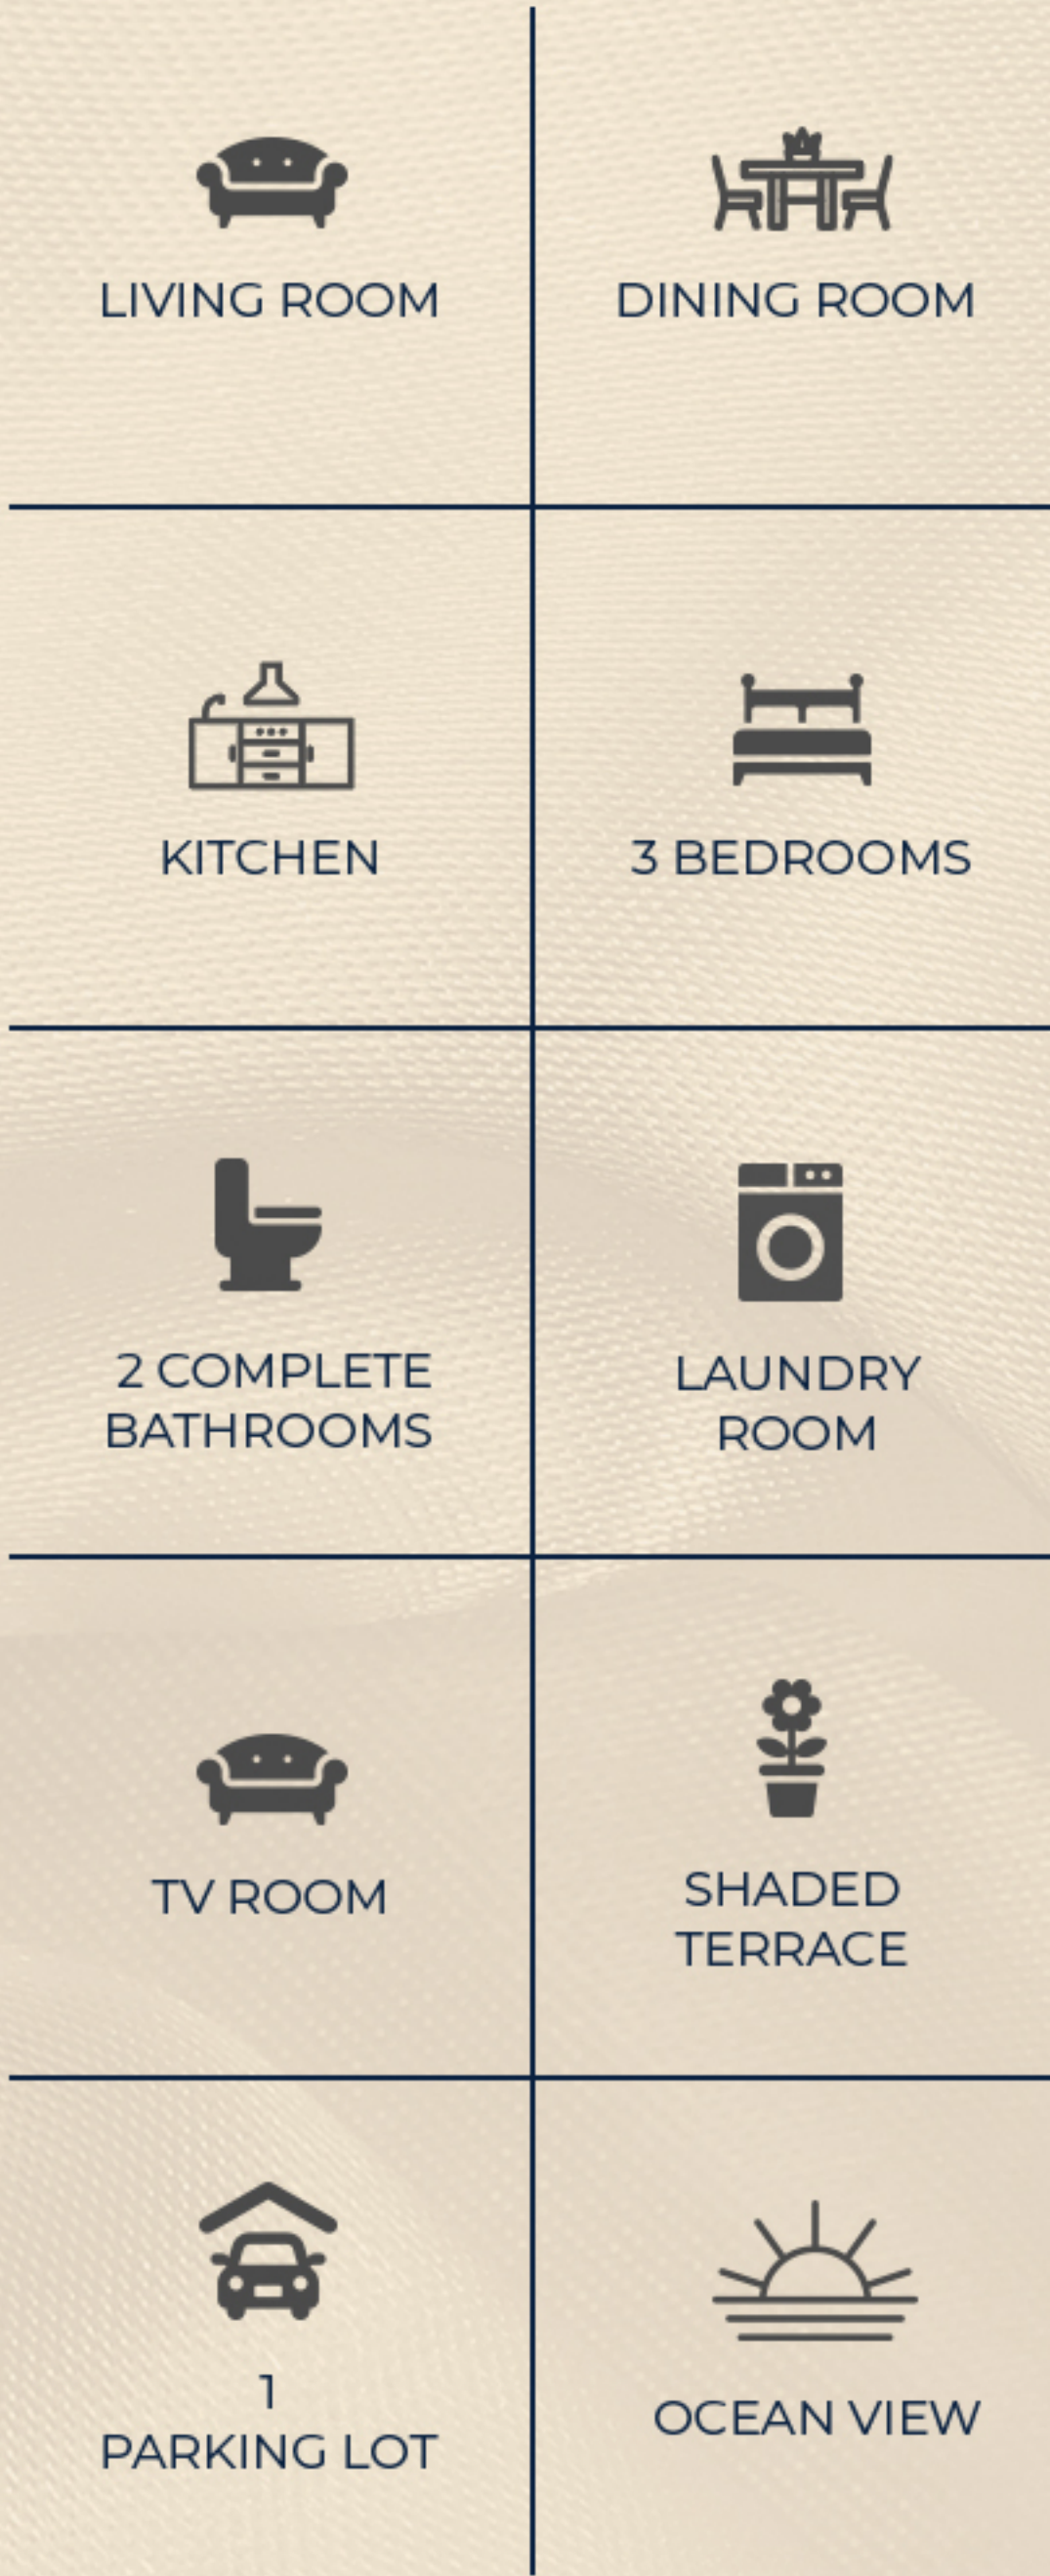 LIVING ROOM
DINING ROOM
KITCHEN
3 BEDROOMS
2 COMPLETE
BATHROOMS
LAUNDRY
ROOM
TV ROOM
SHADED
TERRACE
1
PARKING LOT
OCEAN VIEW